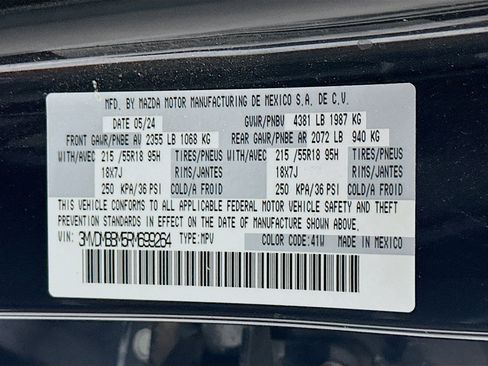 MFD. BY MAZDA MOTOR MANUFACTURING DE MEXICO S.A. DE C.V.
DATE 05/24 GVWR/PNBV 4381 LB 1987 KG
FRONT GAWR/PNBE AV 2355 LB 1068 KG REAR GAWR/PNBE AR 2072 LB 940 KG
WITH/AVEC 215 /55R18 95H TIRES/PNEUS WITH/AVEC 215 /55R18 95H TIRES/PNEUS
18X7J RIMS/JANTES 18X7J RIMS/JANTES
250 KPA/36 PSI COLD/A FROID 250 KPA/36 PSI COLD/A FROID
THIS VEHICLE CONFORMS TO ALL APPLICABLE FEDERAL MOTOR VEHICLE SAFETY AND THEFT
PREVENTION STANDARDS IN EFFECT ON THE DATE OF MANUFACTURE SHOWN ABOVE.
VIN: 3MVDMBBM5RM699264 TYPE: MPV COLOR CODE: 41W MADE IN MEXICO